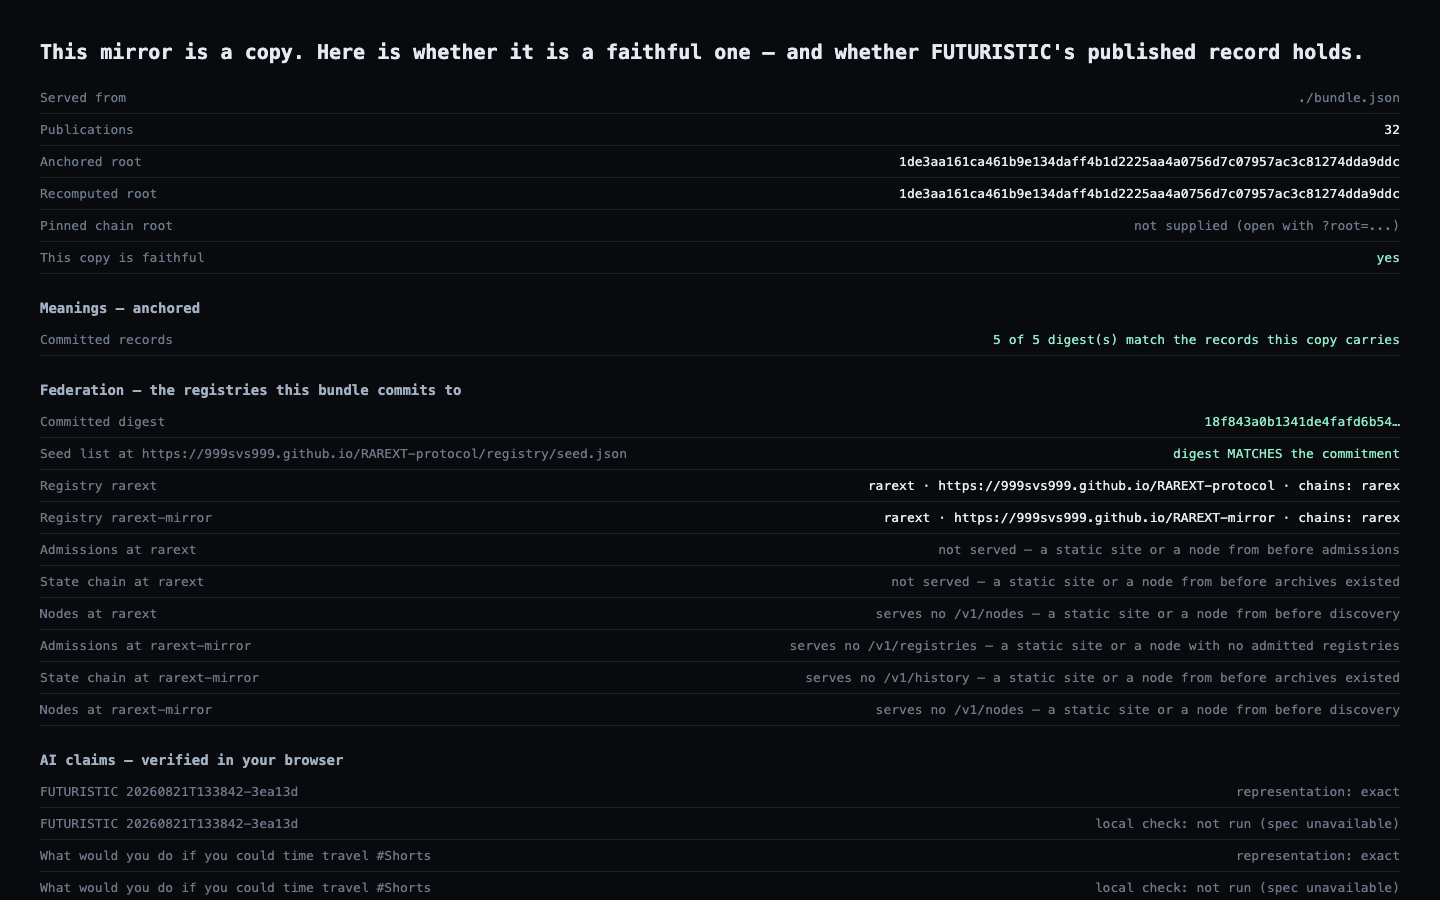 This mirror is a copy. Here is whether it is a faithful one — and whether FUTURISTIC's published record holds.
Served from ./bundle.json
Publications 32
Anchored root 1de3aa161ca461b9e134daff4b1d2225aa4a0756d7c07957ac3c81274dda9ddc
Recomputed root 1de3aa161ca461b9e134daff4b1d2225aa4a0756d7c07957ac3c81274dda9ddc
Pinned chain root not supplied (open with ?root=...)
This copy is faithful yes
Meanings — anchored
Committed records 5 of 5 digest(s) match the records this copy carries
Federation — the registries this bundle commits to
Committed digest 18f843a0b1341de4fafd6b54…
Seed list at https://999svs999.github.io/RAREXT-protocol/registry/seed.json digest MATCHES the commitment
Registry rarext rarext · https://999svs999.github.io/RAREXT-protocol · chains: rarex
Registry rarext-mirror rarext · https://999svs999.github.io/RAREXT-mirror · chains: rarex
Admissions at rarext not served — a static site or a node from before admissions
State chain at rarext not served — a static site or a node from before archives existed
Nodes at rarext serves no /v1/nodes — a static site or a node from before discovery
Admissions at rarext-mirror serves no /v1/registries — a static site or a node with no admitted registries
State chain at rarext-mirror serves no /v1/history — a static site or a node from before archives existed
Nodes at rarext-mirror serves no /v1/nodes — a static site or a node from before discovery
AI claims — verified in your browser
FUTURISTIC 20260821T133842-3ea13d representation: exact
FUTURISTIC 20260821T133842-3ea13d local check: not run (spec unavailable)
What would you do if you could time travel #Shorts representation: exact
What would you do if you could time travel #Shorts local check: not run (spec unavailable)